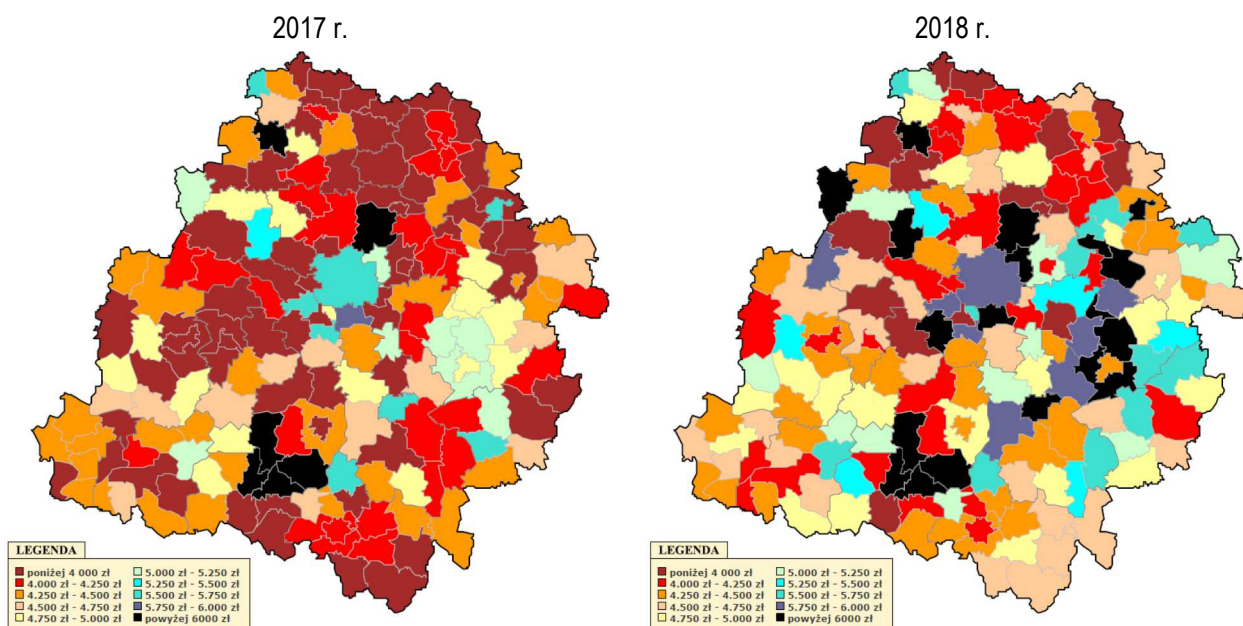 2017 r.
2018 r.
LEGENDA
poniżej 4 000 zł
4.000 zł - 4.250 zł
4.250 zł - 4.500 zł
4.500 zł - 4.750 zł
4.750 zł - 5.000 zł
5.000 zł - 5.250 zł
5.250 zł - 5.500 zł
5.500 zł - 5.750 zł
5.750 zł - 6.000 zł
powyżej 6000 zł
LEGENDA
poniżej 4 000 zł
4.000 zł - 4.250 zł
4.250 zł - 4.500 zł
4.500 zł - 4.750 zł
4.750 zł - 5.000 zł
5.000 zł - 5.250 zł
5.250 zł - 5.500 zł
5.500 zł - 5.750 zł
5.750 zł - 6.000 zł
powyżej 6000 zł